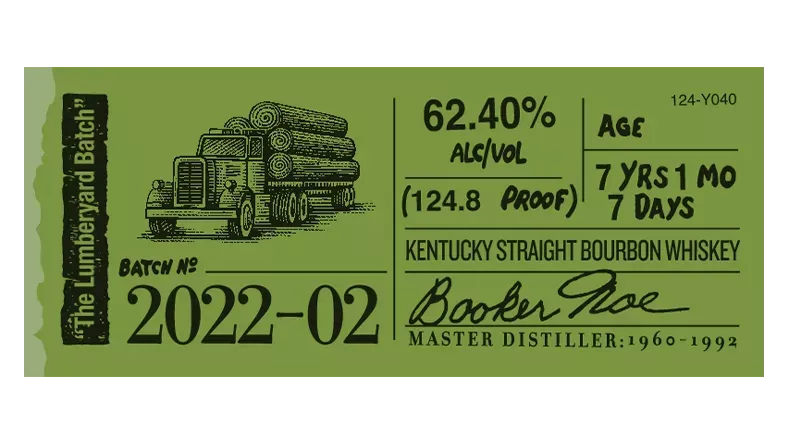 "The Lumberyard Batch"
BATCH Nº
2022-02
62.40%
ALC/VOL
(124.8 PROOF)
124-Y040
AGE
7 YRS 1 MO
7 DAYS
KENTUCKY STRAIGHT BOURBON WHISKEY
Booker Noe
MASTER DISTILLER:1960-1992